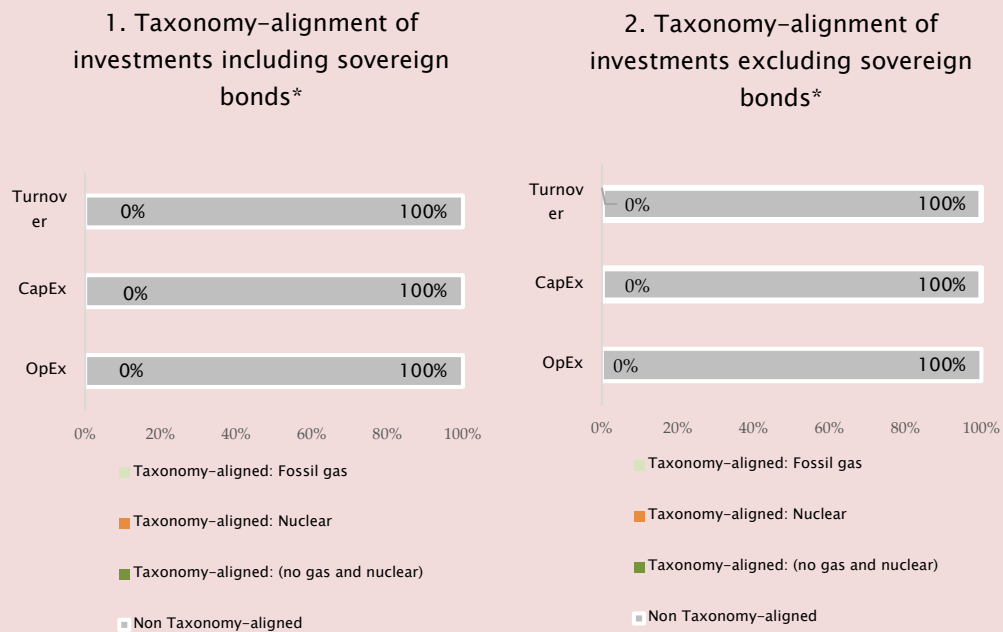 1. Taxonomy-alignment of
investments including sovereign
bonds*
Turnov
er
0%
100%
CapEx
0%
100%
OpEx
0%
100%
0%
20%
40%
60%
80%
100%
Taxonomy-aligned: Fossil gas
Taxonomy-aligned: Nuclear
Taxonomy-aligned: (no gas and nuclear)
Non Taxonomy-aligned
2. Taxonomy-alignment of
investments excluding sovereign
bonds*
Turnov
er
0%
100%
CapEx
0%
100%
OpEx
0%
100%
0%
20%
40%
60%
80%
100%
Taxonomy-aligned: Fossil gas
Taxonomy-aligned: Nuclear
Taxonomy-aligned: (no gas and nuclear)
Non Taxonomy-aligned